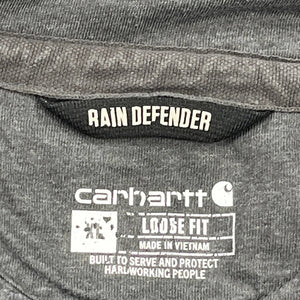 RAIN DEFENDER
carhartt
LOOSE FIT
MADE IN VIETNAM
BUILT TO SERVE AND PROTECT
HARDWORKING PEOPLE